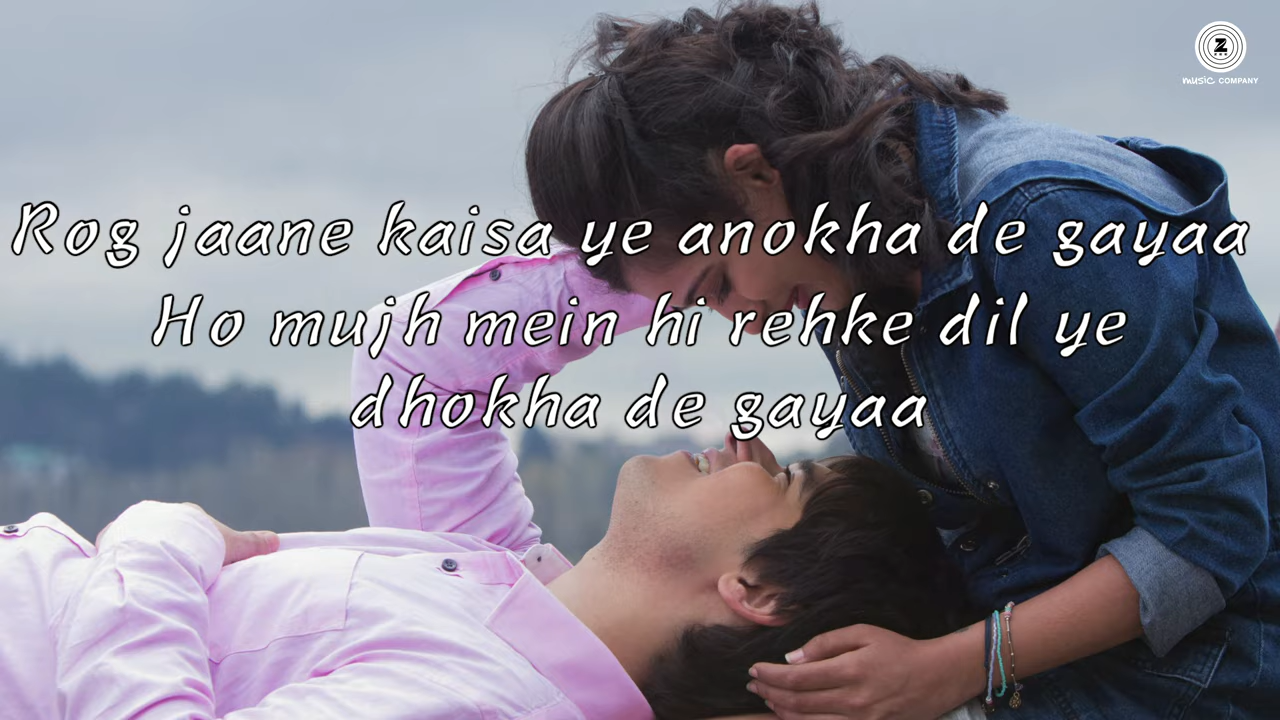 Z
music COMPANY
Rog jaane kaisa ye anokha de gayaa
Ho mujh mein hi rehke dil ye
dhokha de gayaa